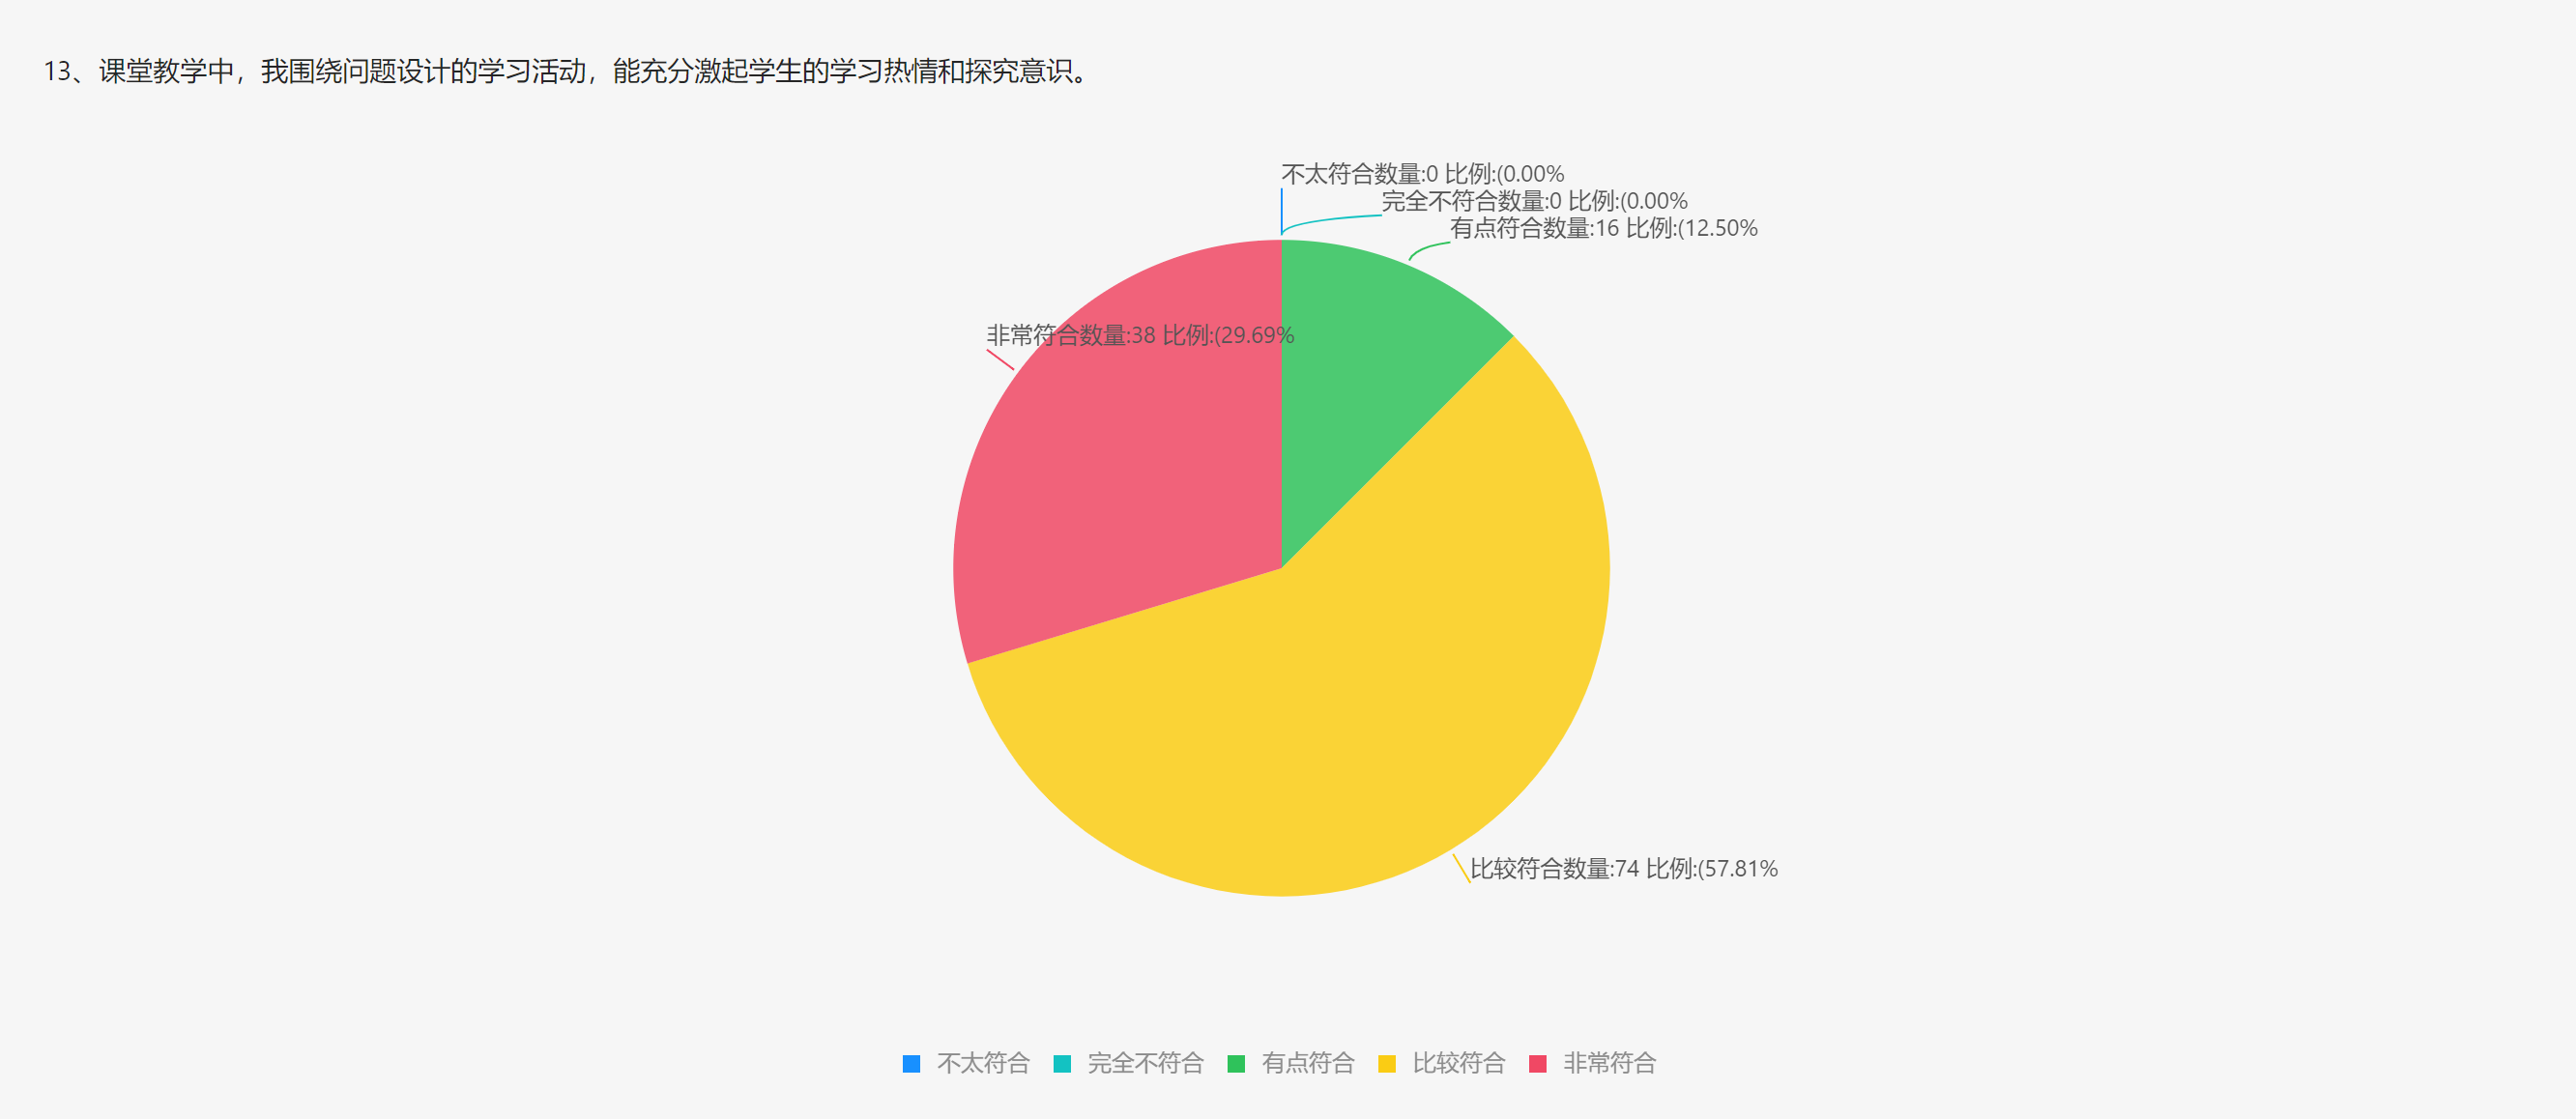 13、课堂教学中，我围绕问题设计的学习活动，能充分激起学生的学习热情和探究意识。
不太符合数量:0 比例:(0.00%
完全不符合数量:0 比例:(0.00%
有点符合数量:16 比例:(12.50%
非常符合数量:38 比例:(29.69%
比较符合数量:74 比例:(57.81%
不太符合 完全不符合 有点符合 比较符合 非常符合